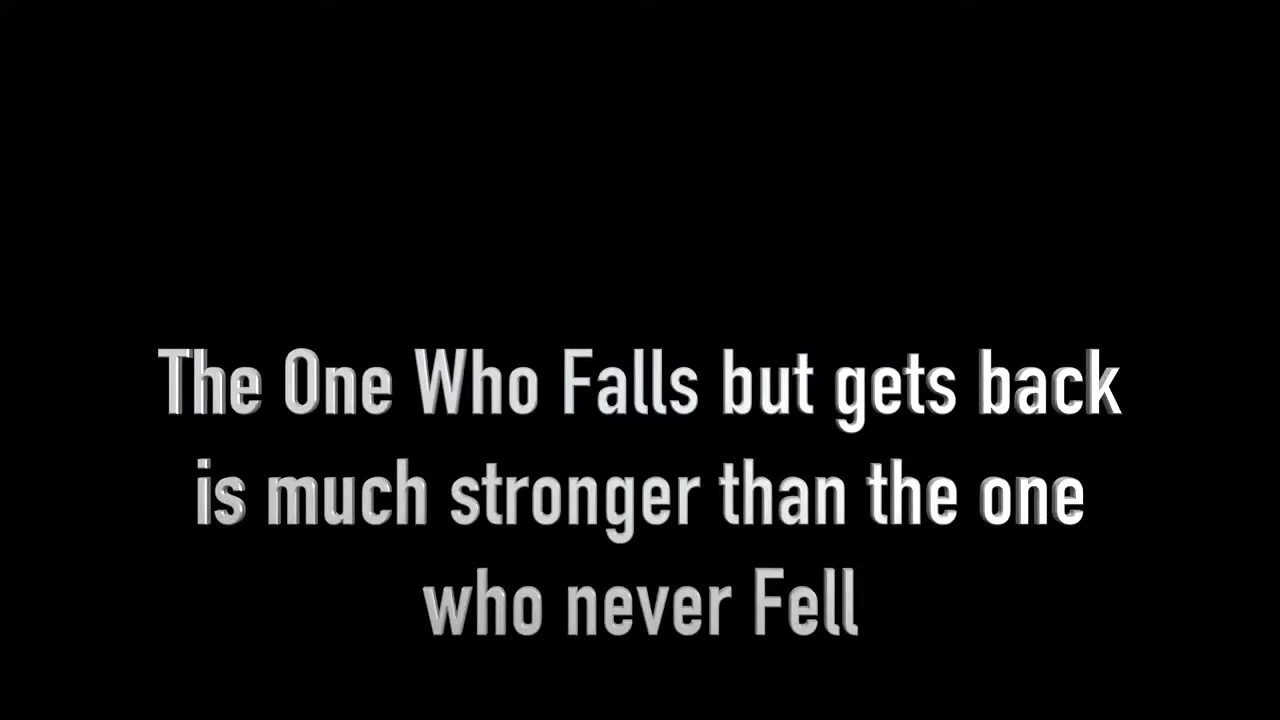 The One Who Falls but gets back
is much stronger than the one
who never Fell